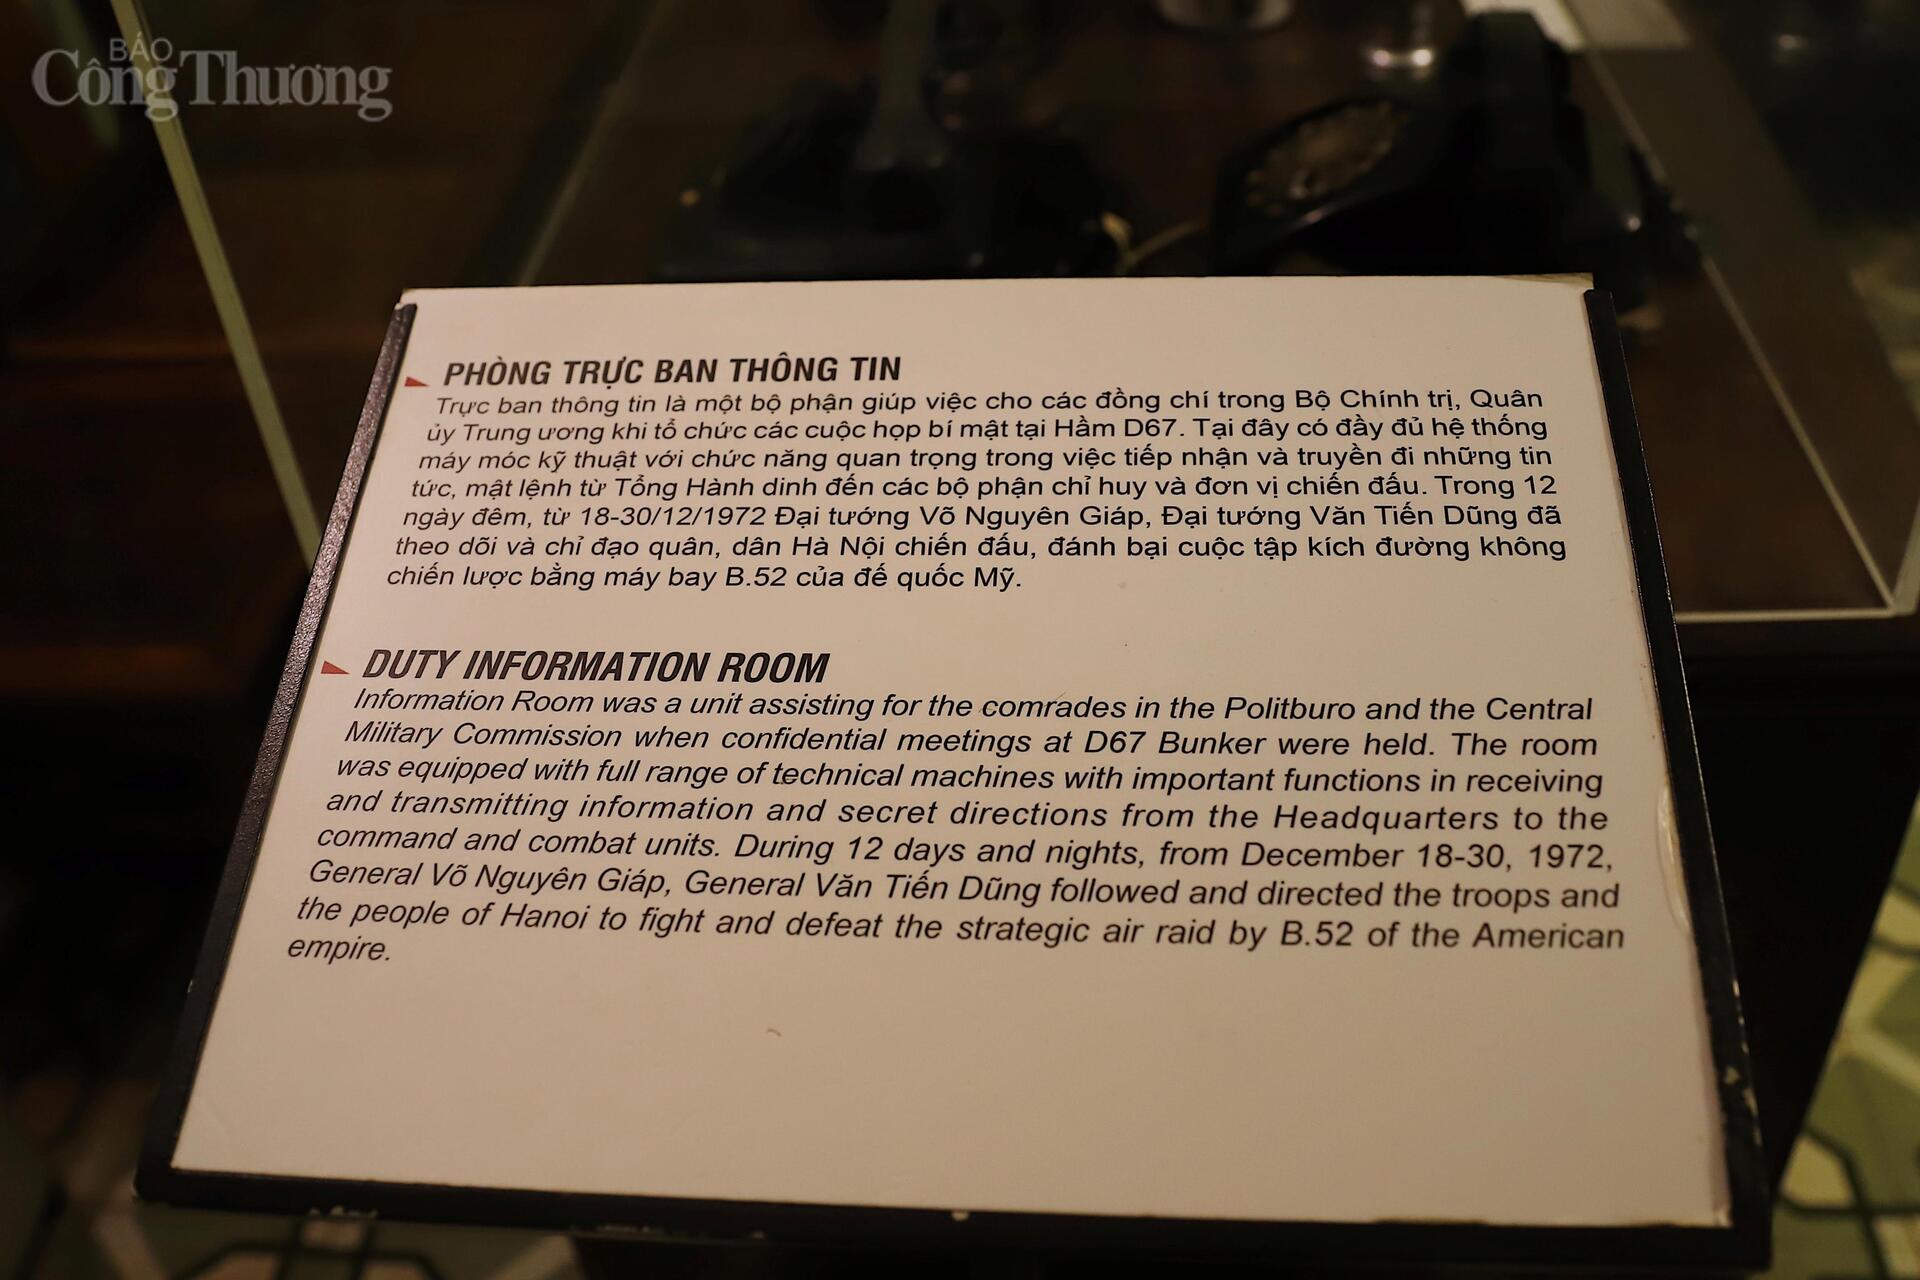 BÁO
Công Thương
PHÒNG TRỰC BAN THÔNG TIN
Trực ban thông tin là một bộ phận giúp việc cho các đồng chí trong Bộ Chính trị, Quân
ủy Trung ương khi tổ chức các cuộc họp bí mật tại Hầm D67. Tại đây có đầy đủ hệ thống
máy móc kỹ thuật với chức năng quan trọng trong việc tiếp nhận và truyền đi những tin
tức, mật lệnh từ Tổng Hành dinh đến các bộ phận chỉ huy và đơn vị chiến đấu. Trong 12
ngày đêm, từ 18-30/12/1972 Đại tướng Võ Nguyên Giáp, Đại tướng Văn Tiến Dũng đã
theo dõi và chỉ đạo quân, dân Hà Nội chiến đấu, đánh bại cuộc tập kích đường không
chiến lược bằng máy bay B.52 của đế quốc Mỹ.
DUTY INFORMATION ROOM
Information Room was a unit assisting for the comrades in the Politburo and the Central
Military Commission when confidential meetings at D67 Bunker were held. The room
was equipped with full range of technical machines with important functions in receiving
and transmitting information and secret directions from the Headquarters to the
command and combat units. During 12 days and nights, from December 18-30, 1972,
General Võ Nguyên Giáp, General Văn Tiến Dũng followed and directed the troops and
the people of Hanoi to fight and defeat the strategic air raid by B.52 of the American
empire.